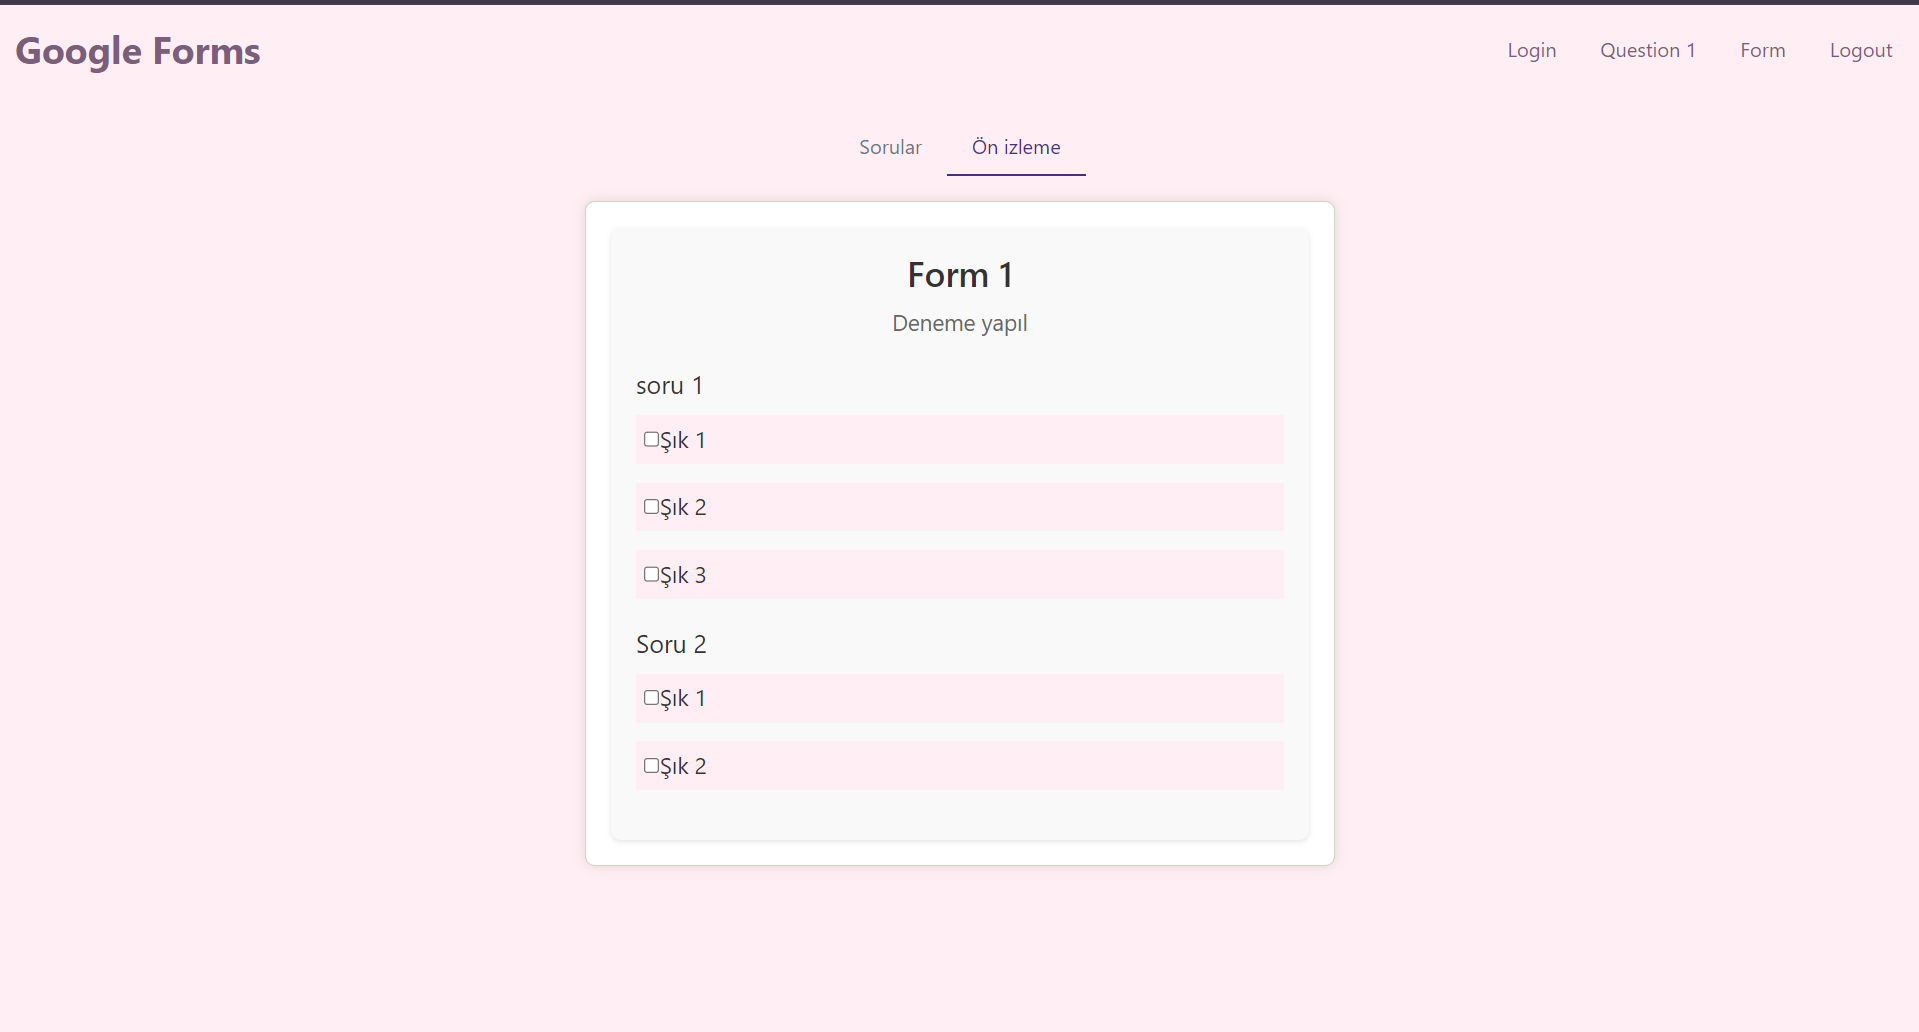 Google Forms
Login Question 1 Form Logout
Sorular Ön izleme
Form 1
Deneme yapıl
soru 1
Şık 1
Şık 2
Şık 3
Soru 2
Şık 1
Şık 2